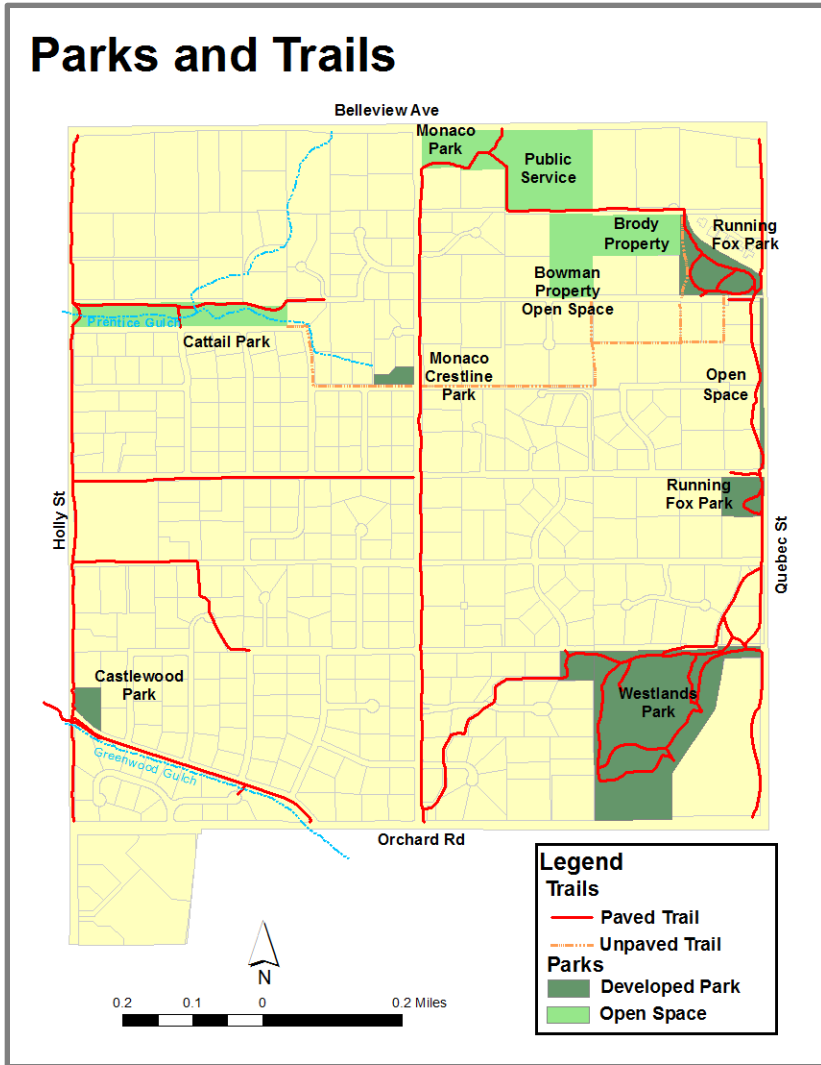 Parks and Trails
Belleview Ave
Monaco
Park
Public
Service
Brody
Property
Running
Fox Park
Bowman
Property
Open Space
Prentice Gulch
Cattail Park
Monaco
Crestline
Park
Open
Space
Running
Fox Park
Holly St
Quebec St
Castlewood
Park
Westlands
Park
Greenwood Gulch
Orchard Rd
Legend
Trails
Paved Trail
Unpaved Trail
Parks
Developed Park
Open Space
N
0.2 0.1 0 0.2 Miles